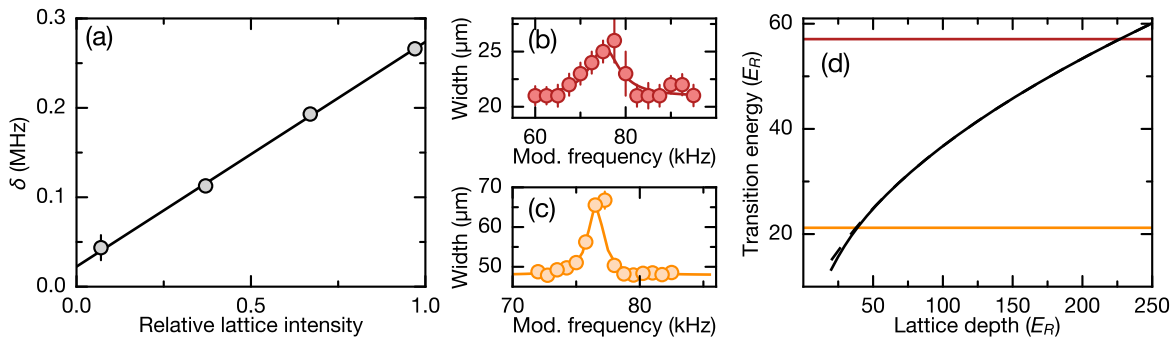 (a)
0.3
0.2
0.1
0.0
δ (MHz)
0.0
0.5
1.0
Relative lattice intensity
(b)
25
20
Width (µm)
60
80
Mod. frequency (kHz)
(c)
70
60
50
Width (µm)
70
75
80
Mod. frequency (kHz)
(d)
60
40
20
Transition energy (E_R)
50
100
150
200
250
Lattice depth (E_R)